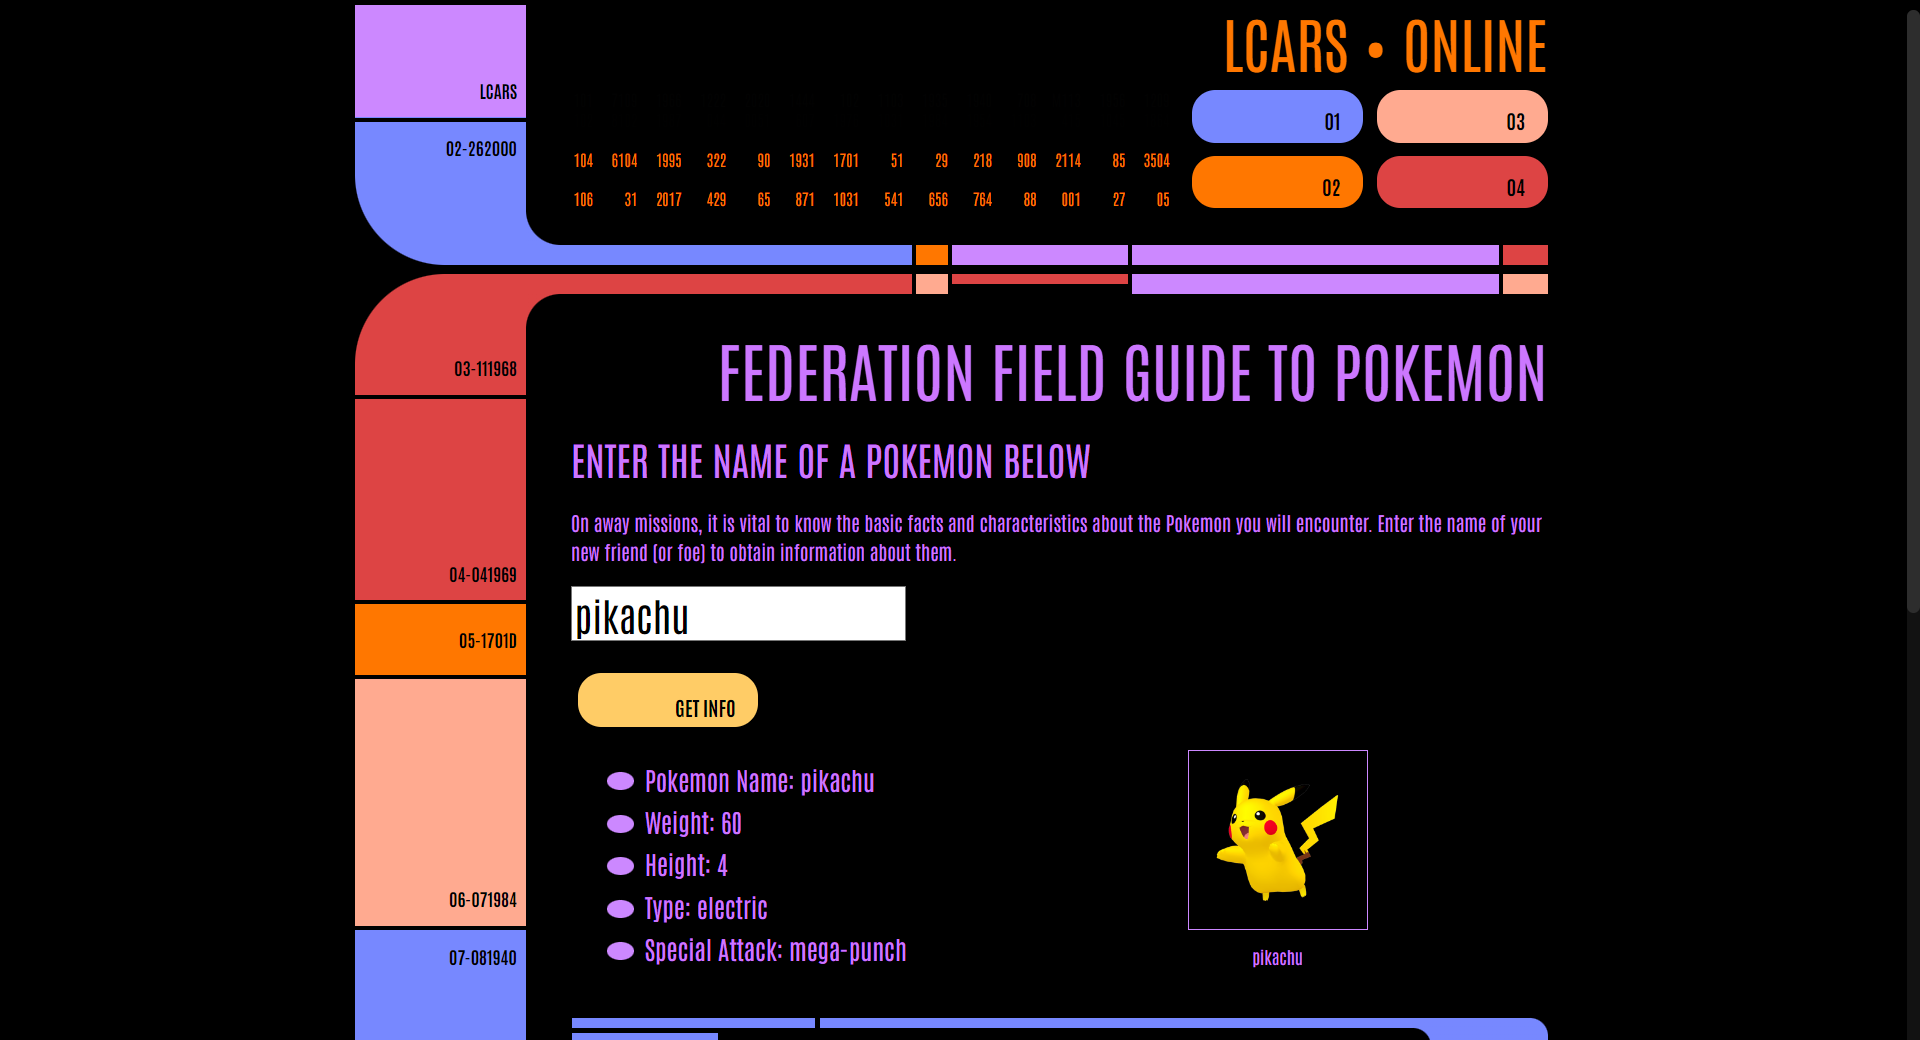 LCARS
LCARS • ONLINE
02-262000
01
03
02
04
104 6104 1995 322 90 1931 1701 51 29 218 908 2114 85 3504
106 31 2017 429 65 871 1031 541 656 764 88 001 27 05
03-111968
04-041969
05-1701D
06-071984
07-081940
FEDERATION FIELD GUIDE TO POKEMON
ENTER THE NAME OF A POKEMON BELOW
On away missions, it is vital to know the basic facts and characteristics about the Pokemon you will encounter. Enter the name of your
new friend (or foe) to obtain information about them.
pikachu
GET INFO
Pokemon Name: pikachu
Weight: 60
Height: 4
Type: electric
Special Attack: mega-punch
pikachu